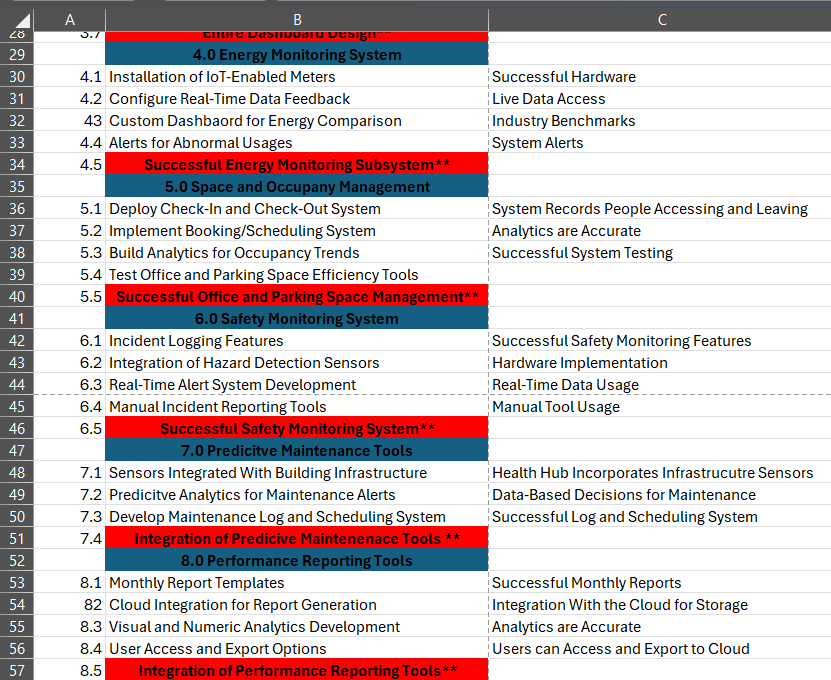 A B C
28 3.7 Entire Dashboard Design**
29 4.0 Energy Monitoring System
30 4.1 Installation of IoT-Enabled Meters Successful Hardware
31 4.2 Configure Real-Time Data Feedback Live Data Access
32 43 Custom Dashbaord for Energy Comparison Industry Benchmarks
33 4.4 Alerts for Abnormal Usages System Alerts
34 4.5 Successful Energy Monitoring Subsystem**
35 5.0 Space and Occupany Management
36 5.1 Deploy Check-In and Check-Out System System Records People Accessing and Leaving
37 5.2 Implement Booking/Scheduling System Analytics are Accurate
38 5.3 Build Analytics for Occupancy Trends Successful System Testing
39 5.4 Test Office and Parking Space Efficiency Tools
40 5.5 Successful Office and Parking Space Management**
41 6.0 Safety Monitoring System
42 6.1 Incident Logging Features Successful Safety Monitoring Features
43 6.2 Integration of Hazard Detection Sensors Hardware Implementation
44 6.3 Real-Time Alert System Development Real-Time Data Usage
45 6.4 Manual Incident Reporting Tools Manual Tool Usage
46 6.5 Successful Safety Monitoring System**
47 7.0 Predicitve Maintenance Tools
48 7.1 Sensors Integrated With Building Infrastructure Health Hub Incorporates Infrastrucutre Sensors
49 7.2 Predicitve Analytics for Maintenance Alerts Data-Based Decisions for Maintenance
50 7.3 Develop Maintenance Log and Scheduling System Successful Log and Scheduling System
51 7.4 Integration of Predicive Maintenenace Tools **
52 8.0 Performance Reporting Tools
53 8.1 Monthly Report Templates Successful Monthly Reports
54 82 Cloud Integration for Report Generation Integration With the Cloud for Storage
55 8.3 Visual and Numeric Analytics Development Analytics are Accurate
56 8.4 User Access and Export Options Users can Access and Export to Cloud
57 8.5 Integration of Performance Reporting Tools**